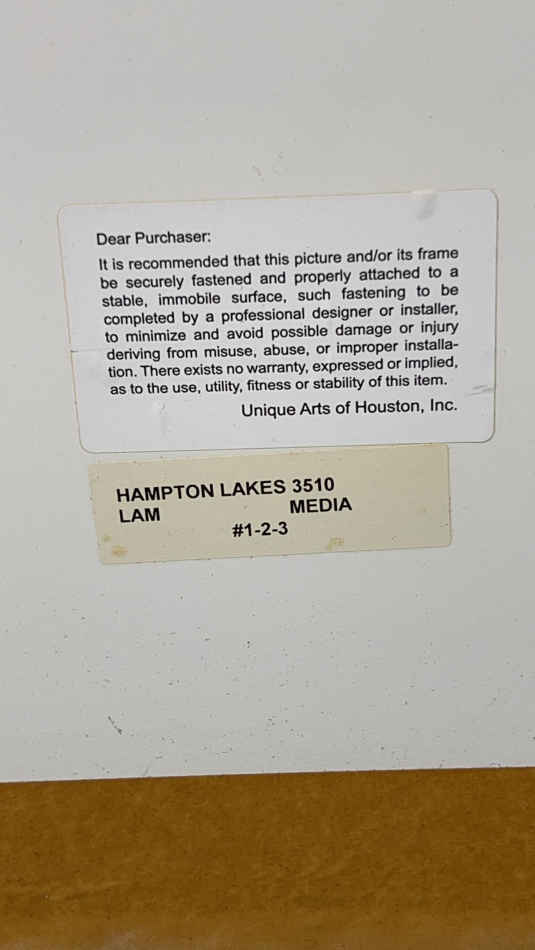 Dear Purchaser:
It is recommended that this picture and/or its frame
be securely fastened and properly attached to a
stable, immobile surface, such fastening to be
completed by a professional designer or installer,
to minimize and avoid possible damage or injury
deriving from misuse, abuse, or improper installa-
tion. There exists no warranty, expressed or implied,
as to the use, utility, fitness or stability of this item.
Unique Arts of Houston, Inc.
HAMPTON LAKES 3510
LAM MEDIA
#1-2-3